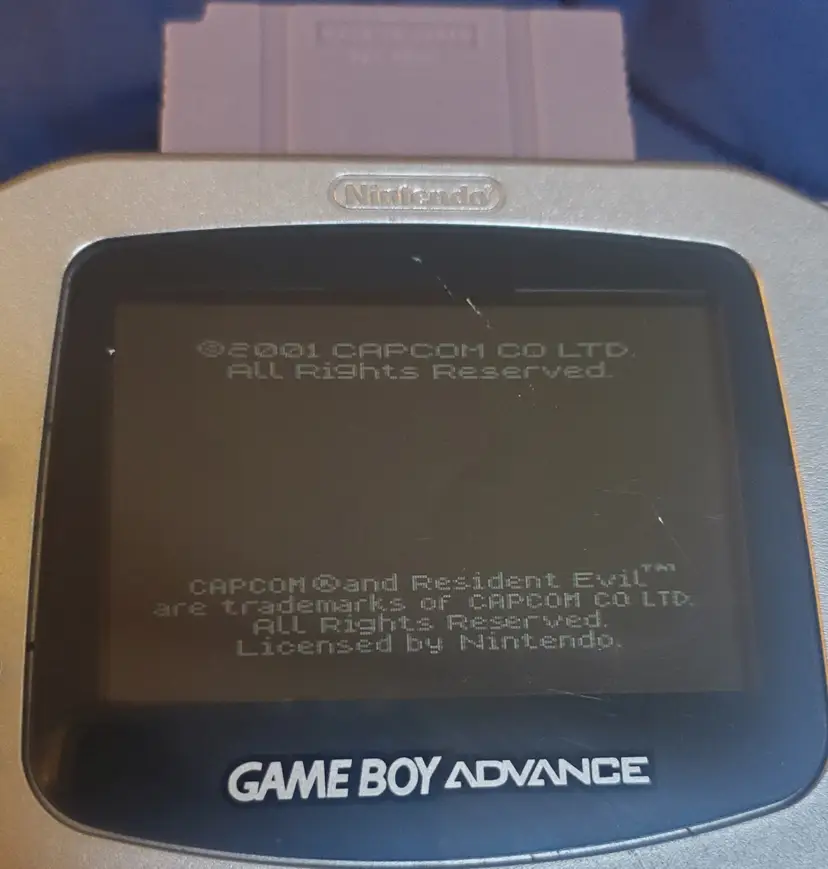 Nintendo
©2001 CAPCOM CO LTD.
All Rights Reserved.
CAPCOM ® and Resident Evil™
are trademarks of CAPCOM CO LTD.
All Rights Reserved.
Licensed by Nintendo.
GAME BOY ADVANCE